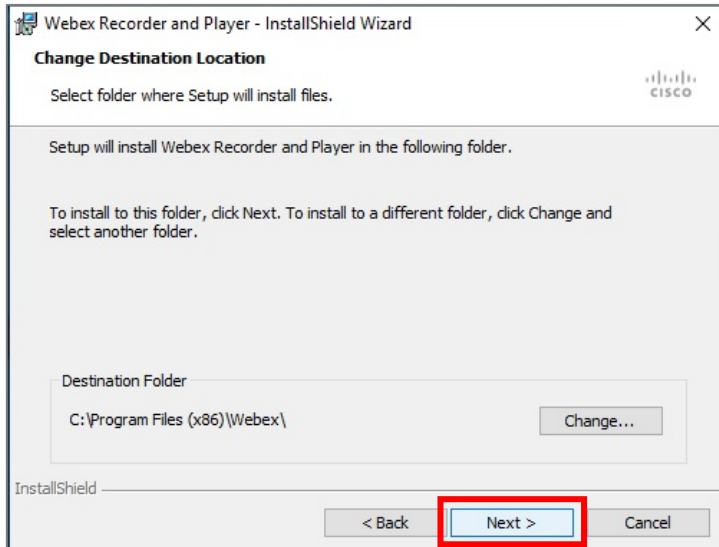 Webex Recorder and Player - InstallShield Wizard
Change Destination Location
Select folder where Setup will install files.
CISCO
Setup will install Webex Recorder and Player in the following folder.
To install to this folder, click Next. To install to a different folder, click Change and
select another folder.
Destination Folder
C:\Program Files (x86)\Webex\
Change...
InstallShield
< Back
Next >
Cancel